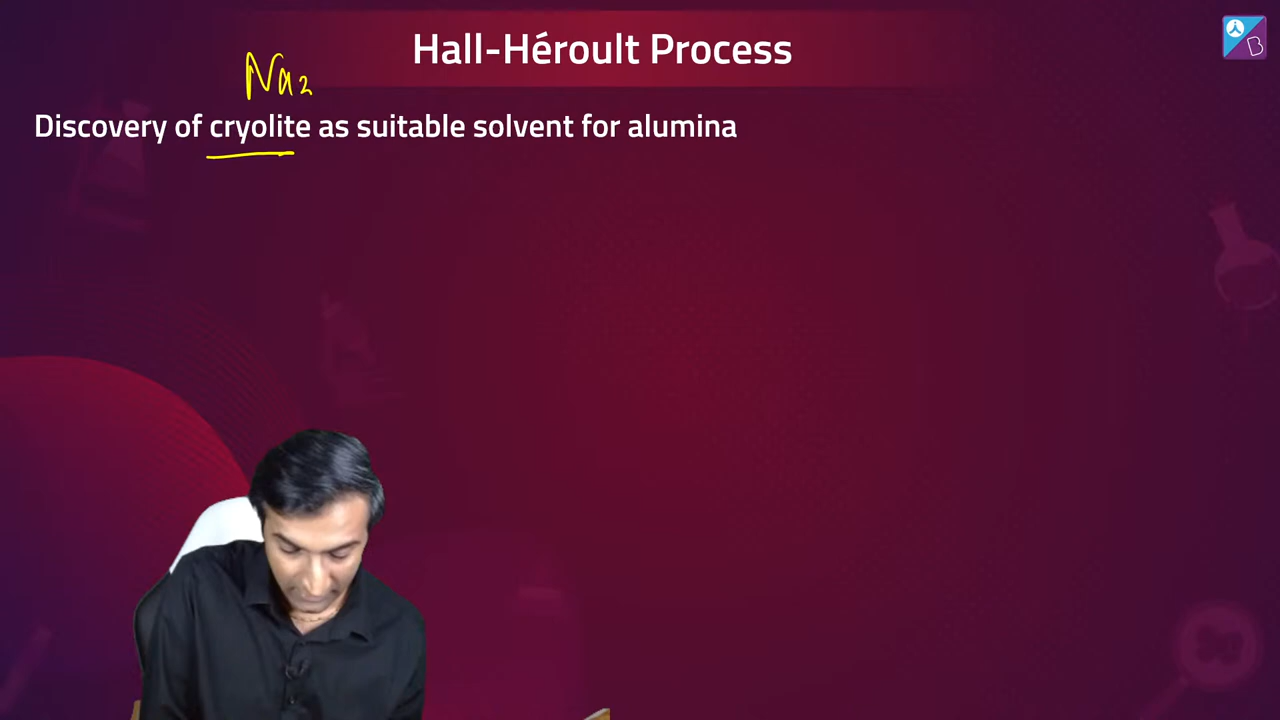 Hall-Héroult Process
Na₂
Discovery of cryolite as suitable solvent for alumina
B